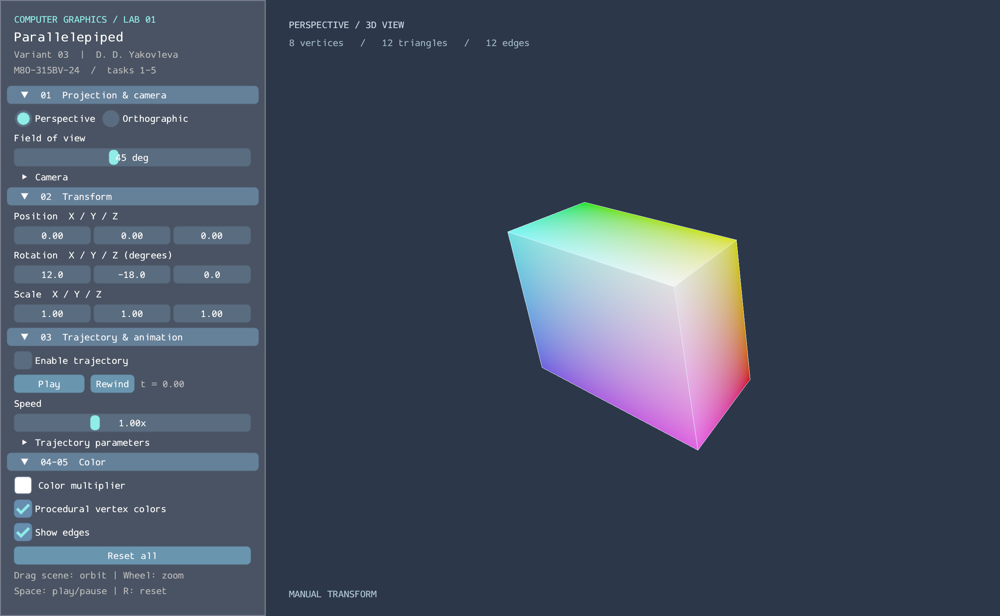 COMPUTER GRAPHICS / LAB 01
Parallelepiped
Variant 03 | D. D. Yakovleva
M80-315BV-24 / tasks 1-5
01 Projection & camera
Perspective Orthographic
Field of view
45 deg
Camera
02 Transform
Position X / Y / Z
0.00 0.00 0.00
Rotation X / Y / Z (degrees)
12.0 -18.0 0.0
Scale X / Y / Z
1.00 1.00 1.00
03 Trajectory & animation
Enable trajectory
Play Rewind t = 0.00
Speed
1.00x
Trajectory parameters
04-05 Color
Color multiplier
Procedural vertex colors
Show edges
Reset all
Drag scene: orbit | Wheel: zoom
Space: play/pause | R: reset
PERSPECTIVE / 3D VIEW
8 vertices / 12 triangles / 12 edges
MANUAL TRANSFORM